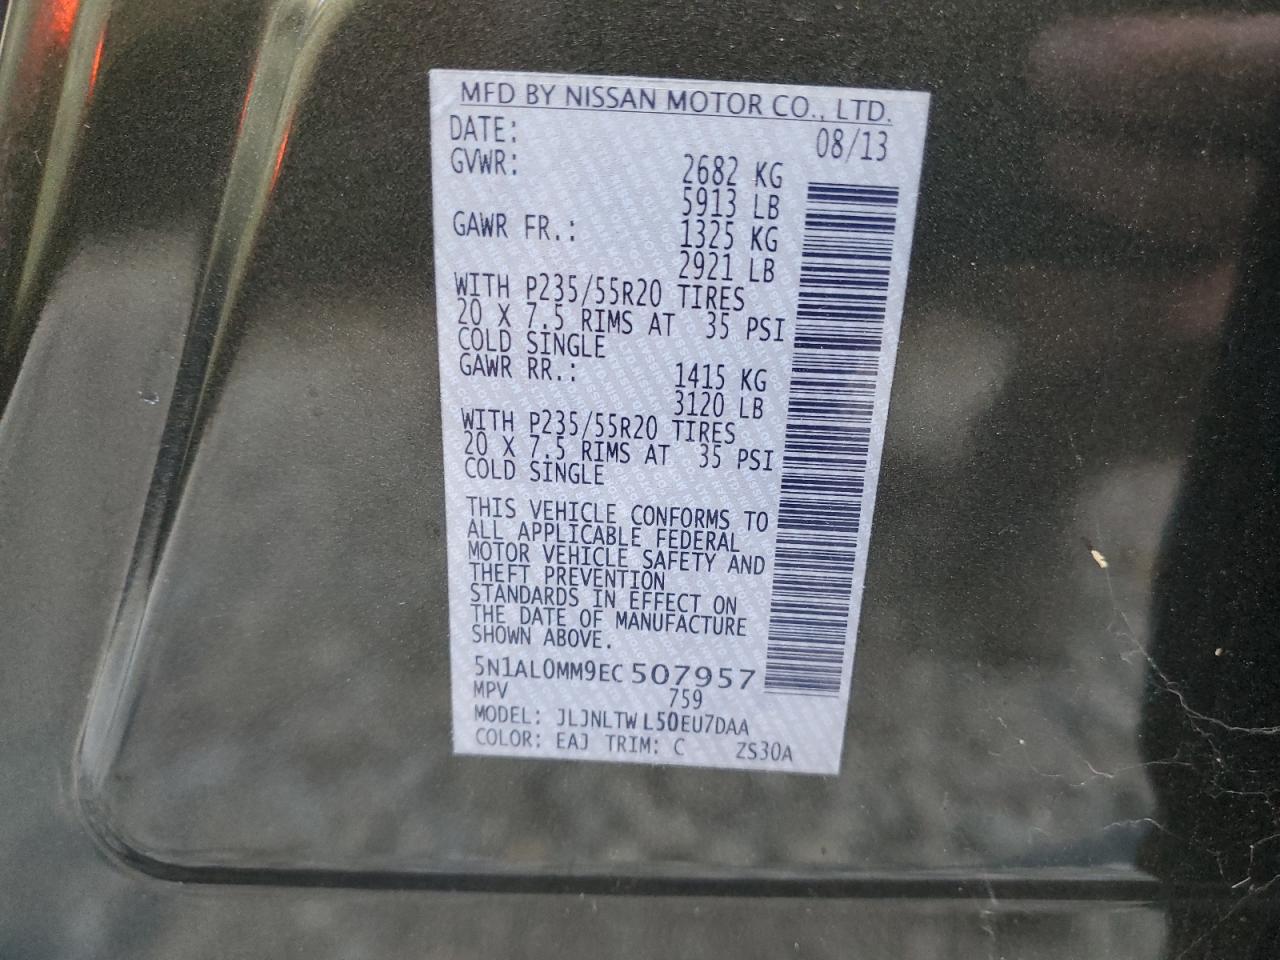 MFD BY NISSAN MOTOR CO., LTD.
DATE: 08/13
GVWR: 2682 KG
5913 LB
GAWR FR.: 1325 KG
2921 LB
WITH P235/55R20 TIRES
20 X 7.5 RIMS AT 35 PSI
COLD SINGLE
GAWR RR.: 1415 KG
3120 LB
WITH P235/55R20 TIRES
20 X 7.5 RIMS AT 35 PSI
COLD SINGLE
THIS VEHICLE CONFORMS TO
ALL APPLICABLE FEDERAL
MOTOR VEHICLE SAFETY AND
THEFT PREVENTION
STANDARDS IN EFFECT ON
THE DATE OF MANUFACTURE
SHOWN ABOVE.
5N1AL0MM9EC 507957
MPV 759
MODEL: JLJNLTW L50EU7DAA
COLOR: EAJ TRIM: C ZS30A